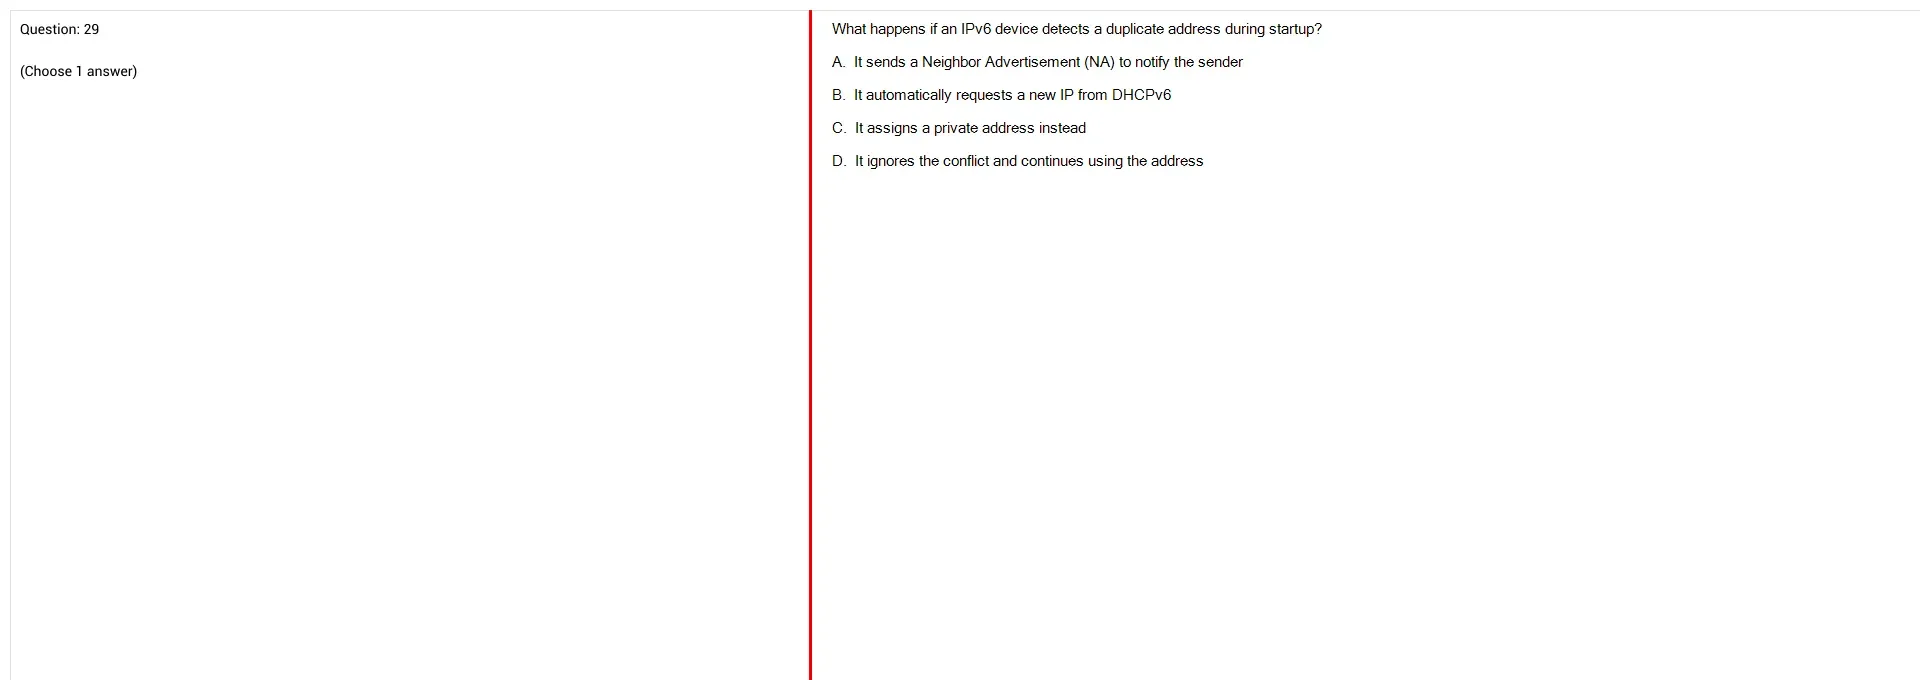 Question: 29
(Choose 1 answer)
What happens if an IPv6 device detects a duplicate address during startup?
A. It sends a Neighbor Advertisement (NA) to notify the sender
B. It automatically requests a new IP from DHCPv6
C. It assigns a private address instead
D. It ignores the conflict and continues using the address